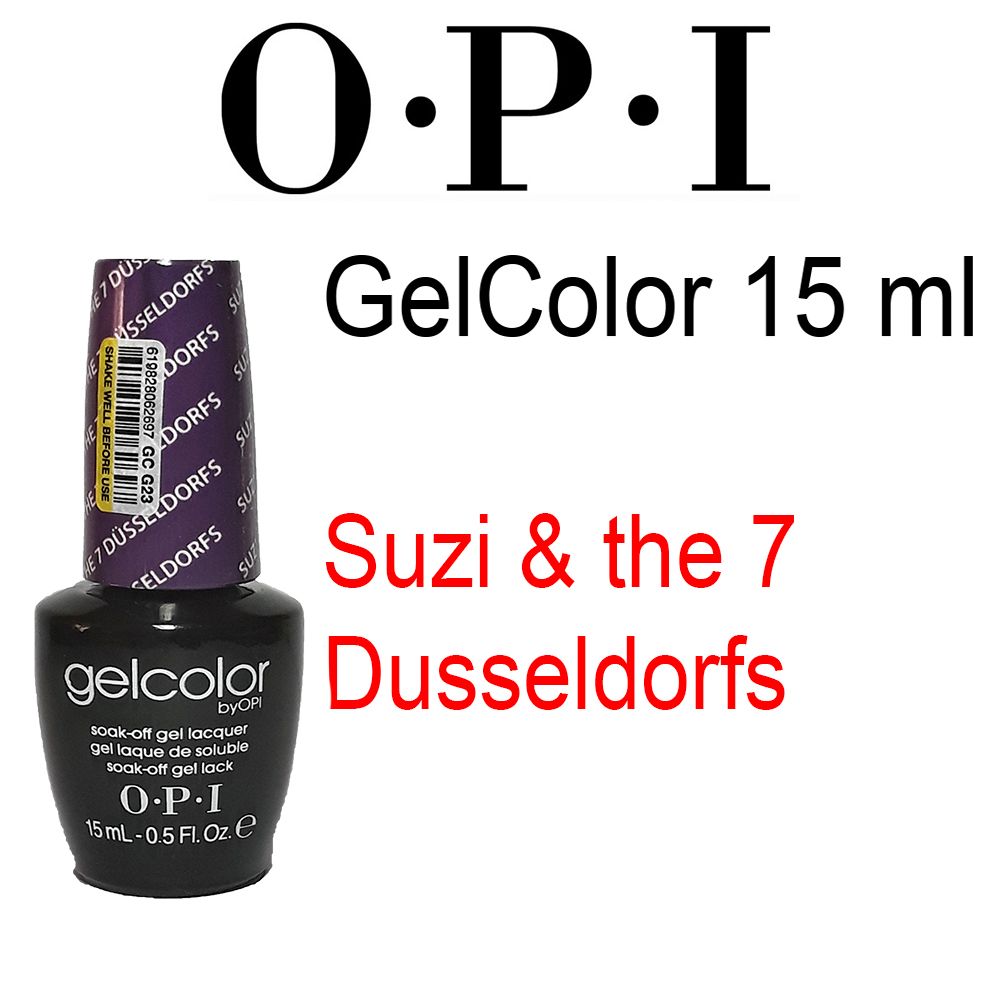 O·P·I
GelColor 15 ml
Suzi & the 7
Dusseldorfs
THE 7 DÜSSELDORFS
SUZI
DÜSSELDORFS
619828062697 GC G23
SHAKE WELL BEFORE USE
THE 7 DÜSSELDORFS
gelcolor
byOPI
soak-off gel lacquer
gel laque de soluble
soak-off gel lack
O·P·I
15 mL - 0.5 Fl. Oz. e